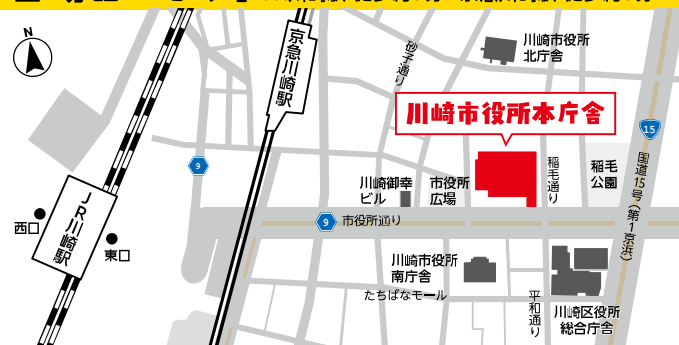 N
京急川崎駅
砂子通り
川崎市役所
北庁舎
川崎市役所本庁舎
15
9
稲毛通り
稲毛
公園
国道15号(第1京浜)
川崎御幸
ビル
市役所
広場
JR川崎駅
西口
東口
9
市役所通り
川崎市役所
南庁舎
たちばなモール
平和通り
川崎区役所
総合庁舎